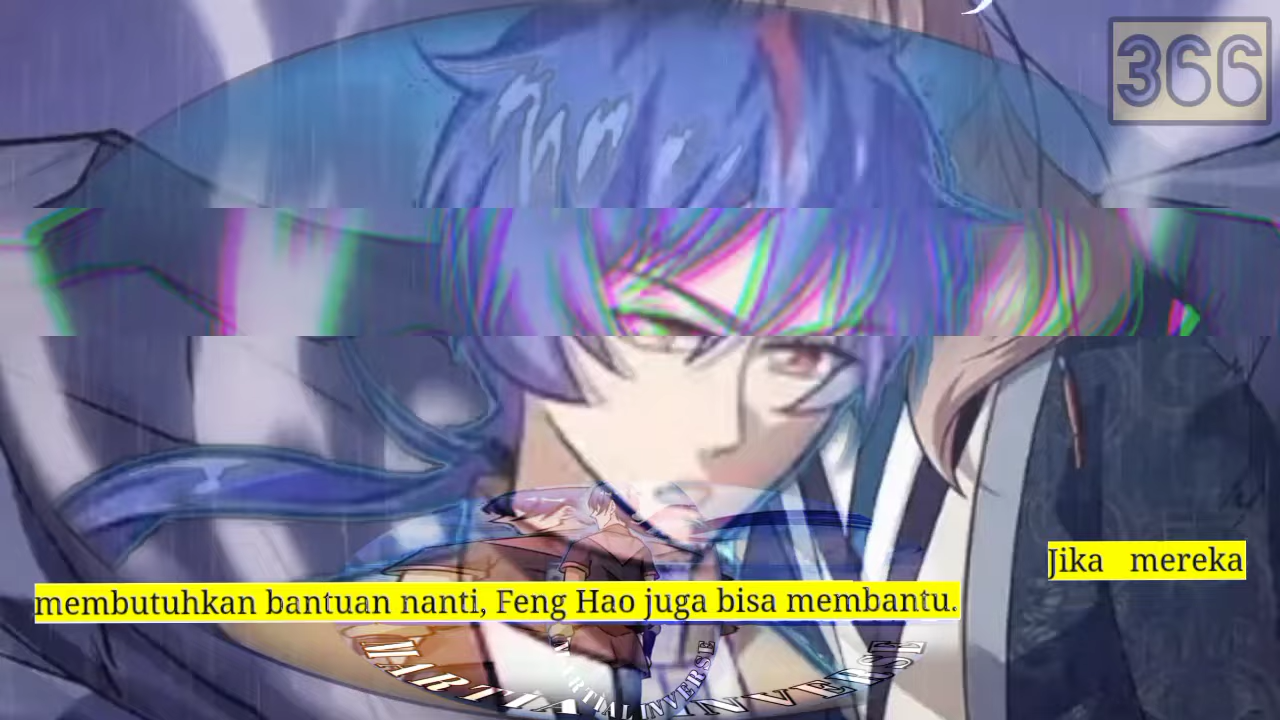 366
Jika mereka
membutuhkan bantuan nanti, Feng Hao juga bisa membantu.
MARTIAL INVERSE
MARTIAL INVERSE